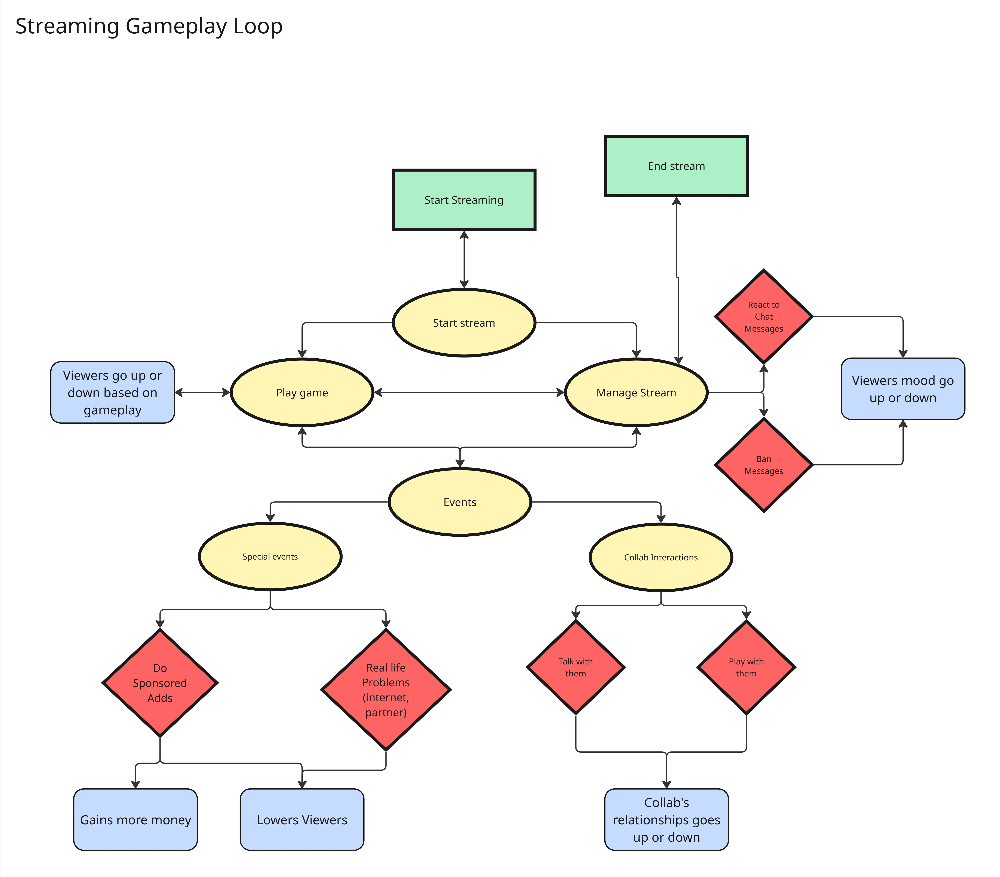 Streaming Gameplay Loop
End stream
Start Streaming
React to
Chat
Messages
Start stream
Viewers go up or
down based on
gameplay
Play game
Manage Stream
Viewers mood go
up or down
Ban
Messages
Events
Special events
Collab Interactions
Do
Sponsored
Adds
Real life
Problems
(internet,
partner)
Talk with
them
Play with
them
Gains more money
Lowers Viewers
Collab's
relationships goes
up or down